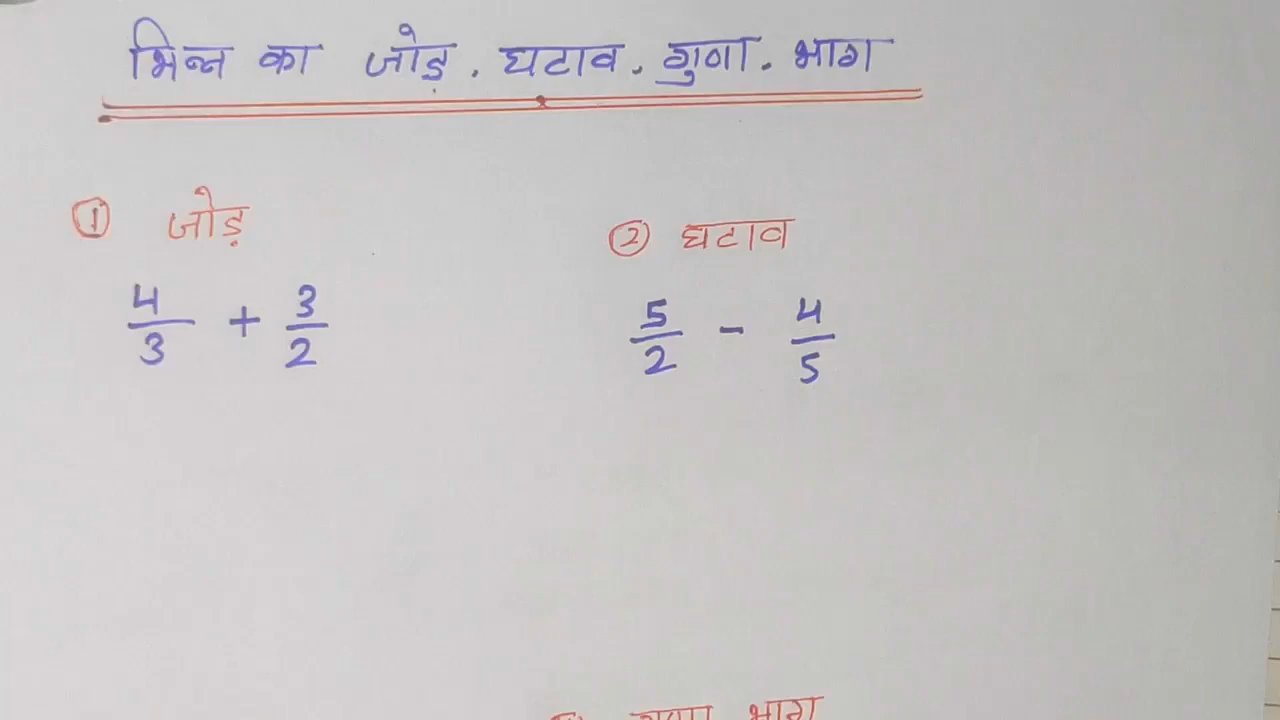 भिन्न का जोड़ . घटाव . गुणा . भाग
① जोड़
4/3 + 3/2
② घटाव
5/2 - 4/5
गुणा भाग